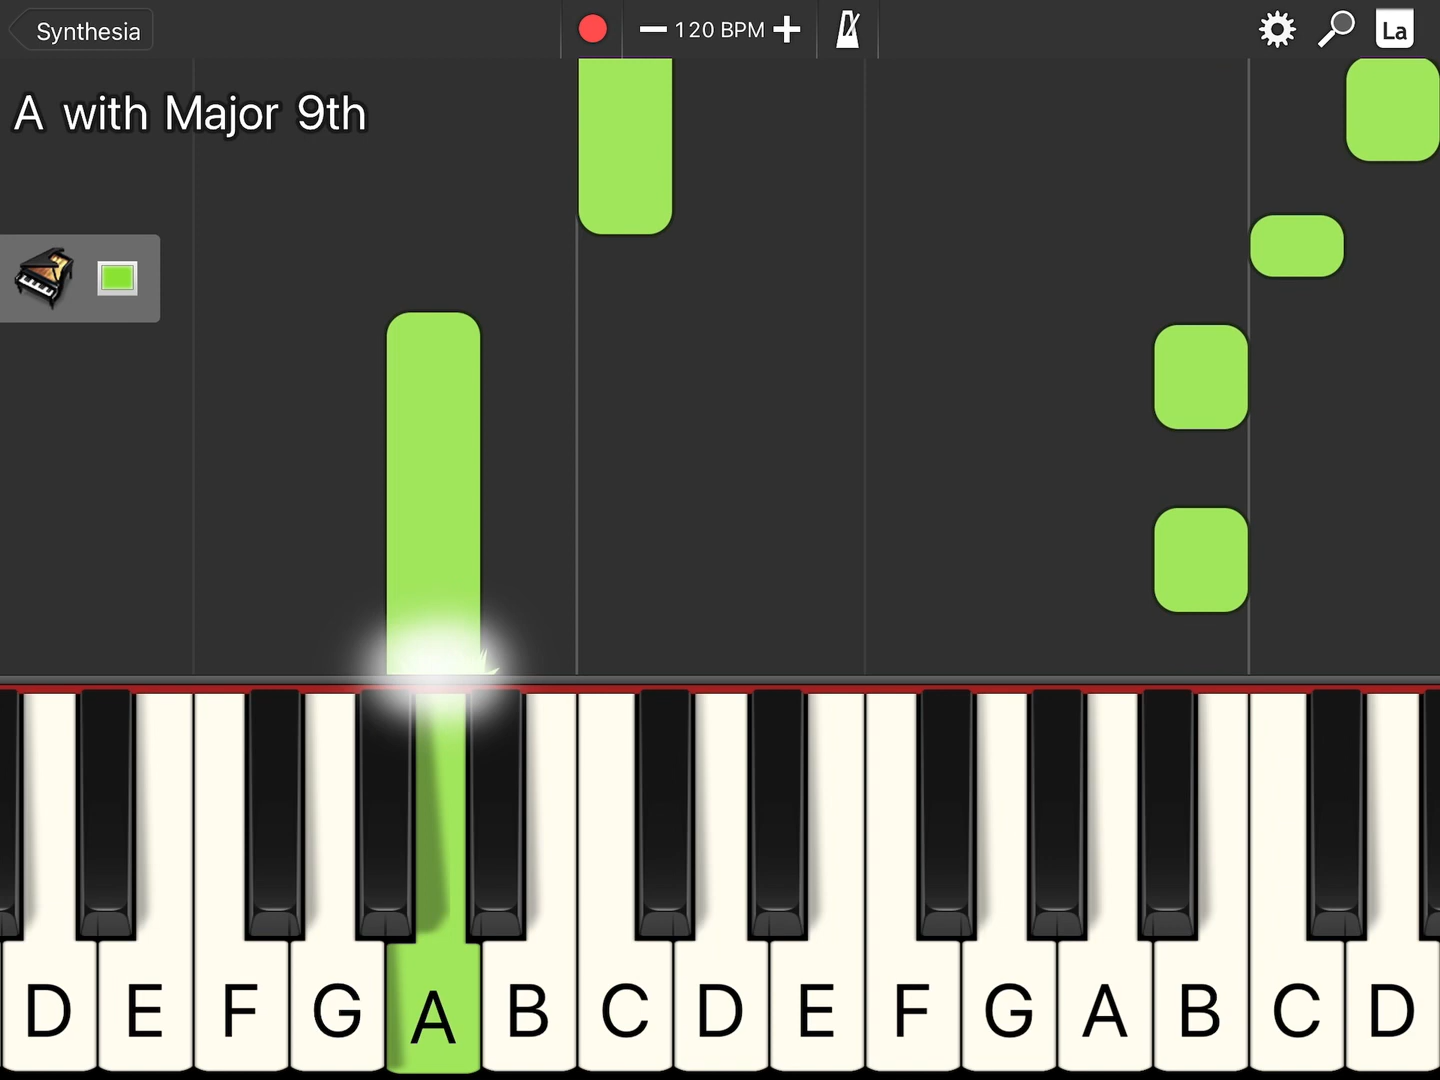 Synthesia
120 BPM
La
A with Major 9th
D E F G A B C D E F G A B C D